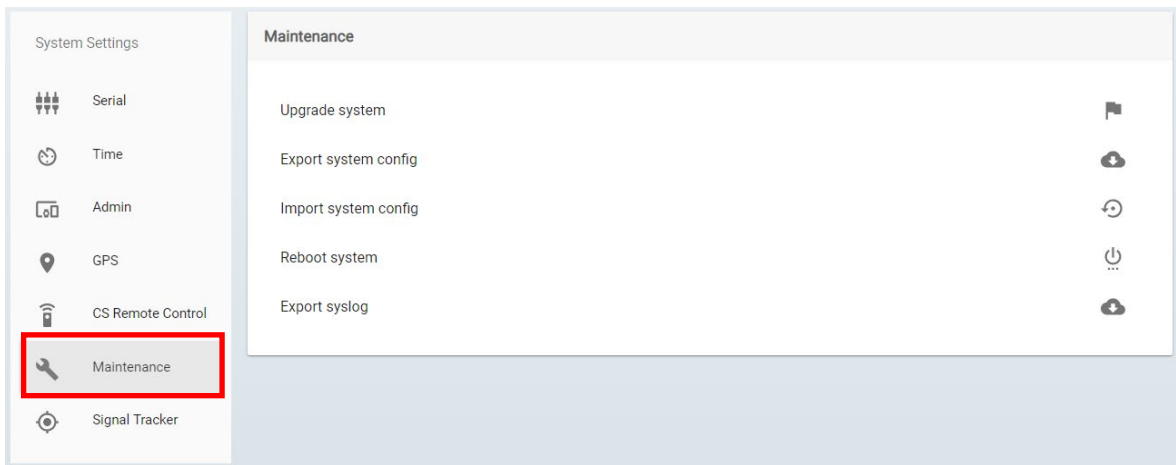 System Settings
Serial
Time
Admin
GPS
CS Remote Control
Maintenance
Signal Tracker
Maintenance
Upgrade system
Export system config
Import system config
Reboot system
Export syslog